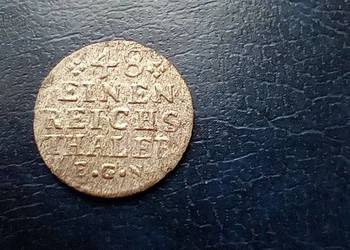 48
EINEN
REICHS
THALER
E.G.N